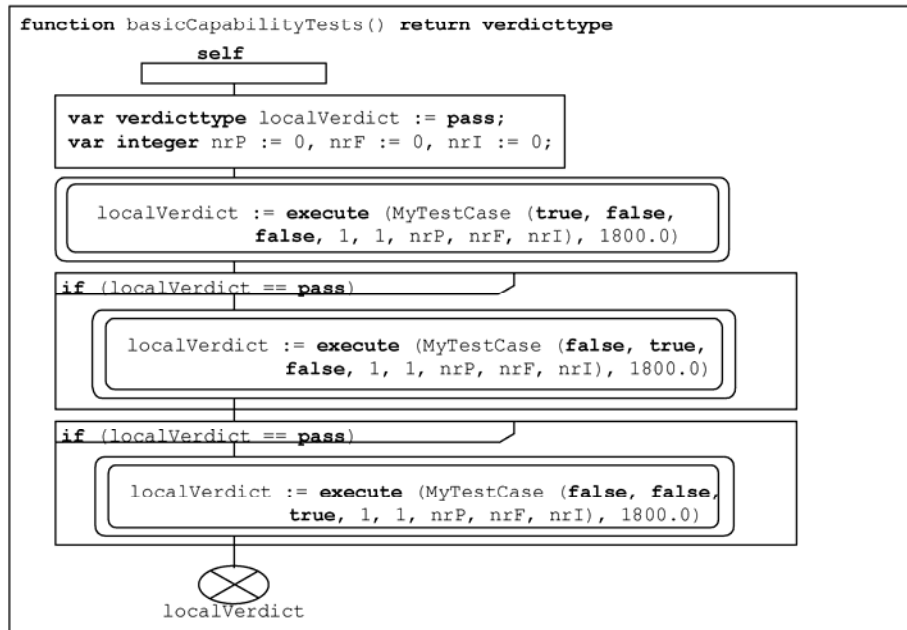 function basicCapabilityTests() return verdicttype
self
var verdicttype localVerdict := pass;
var integer nrP := 0, nrF := 0, nrI := 0;
localVerdict := execute (MyTestCase (true, false,
false, 1, 1, nrP, nrF, nrI), 1800.0)
if (localVerdict == pass)
localVerdict := execute (MyTestCase (false, true,
false, 1, 1, nrP, nrF, nrI), 1800.0)
if (localVerdict == pass)
localVerdict := execute (MyTestCase (false, false,
true, 1, 1, nrP, nrF, nrI), 1800.0)
localVerdict